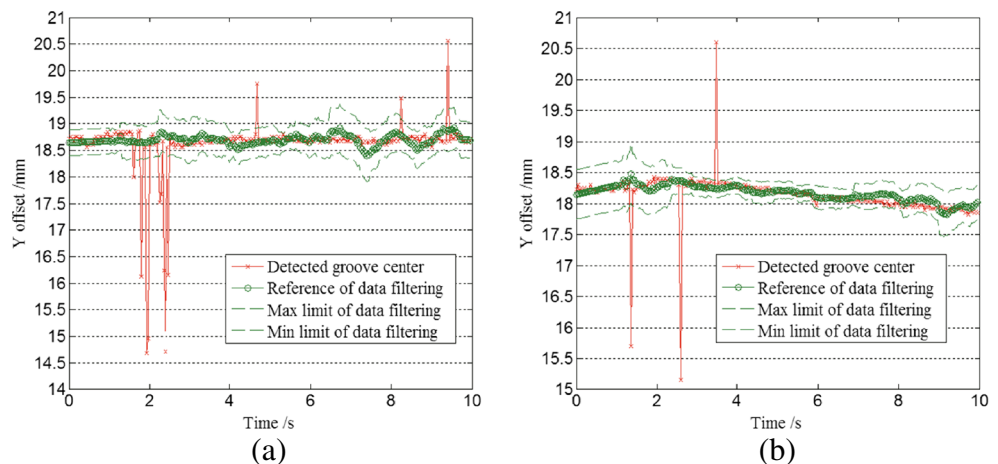 21
20.5
20
19.5
19
18.5
18
17.5
17
16.5
16
15.5
15
14.5
14
Y offset /mm
0 2 4 6 8 10
Time /s
Detected groove center
Reference of data filtering
Max limit of data filtering
Min limit of data filtering
(a)
21
20.5
20
19.5
19
18.5
18
17.5
17
16.5
16
15.5
15
Y offset /mm
0 2 4 6 8 10
Time /s
Detected groove center
Reference of data filtering
Max limit of data filtering
Min limit of data filtering
(b)